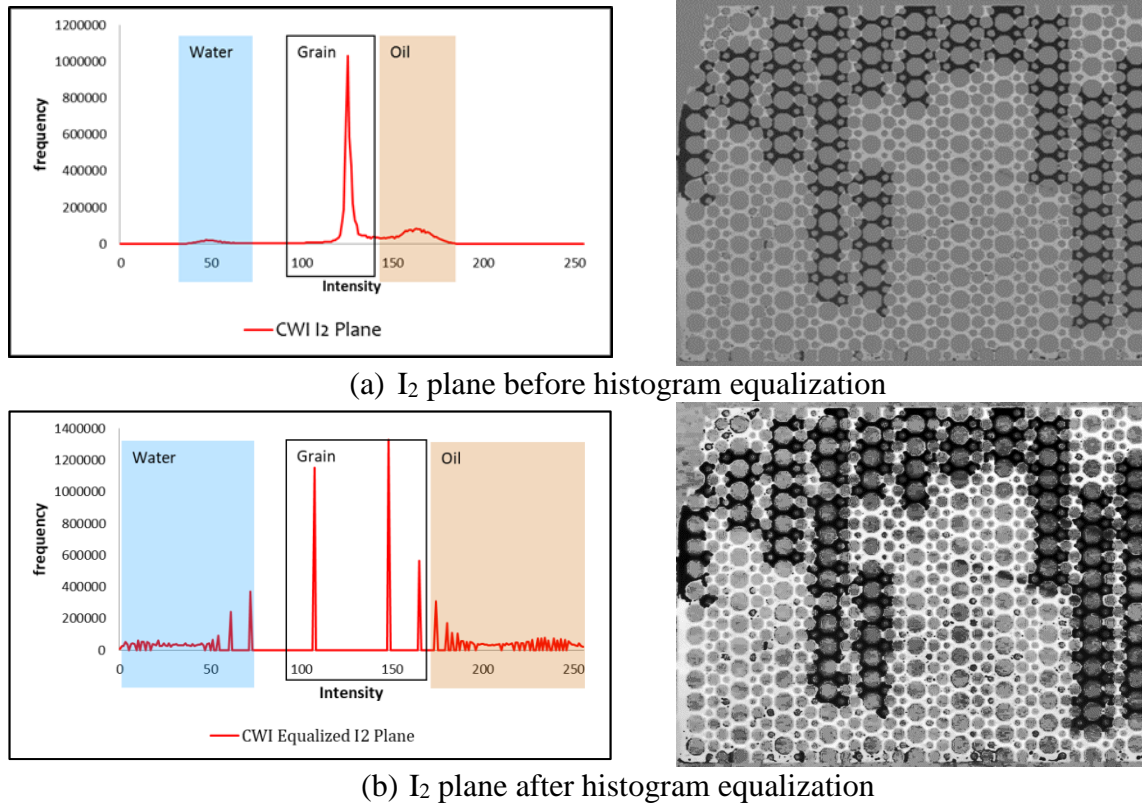 1200000
1000000
800000
600000
400000
200000
0
frequency
Water
Grain
Oil
0 50 100 150 200 250
Intensity
CWI I2 Plane
(a) I₂ plane before histogram equalization
1400000
1200000
1000000
800000
600000
400000
200000
0
frequency
Water
Grain
Oil
0 50 100 150 200 250
Intensity
CWI Equalized I2 Plane
(b) I₂ plane after histogram equalization